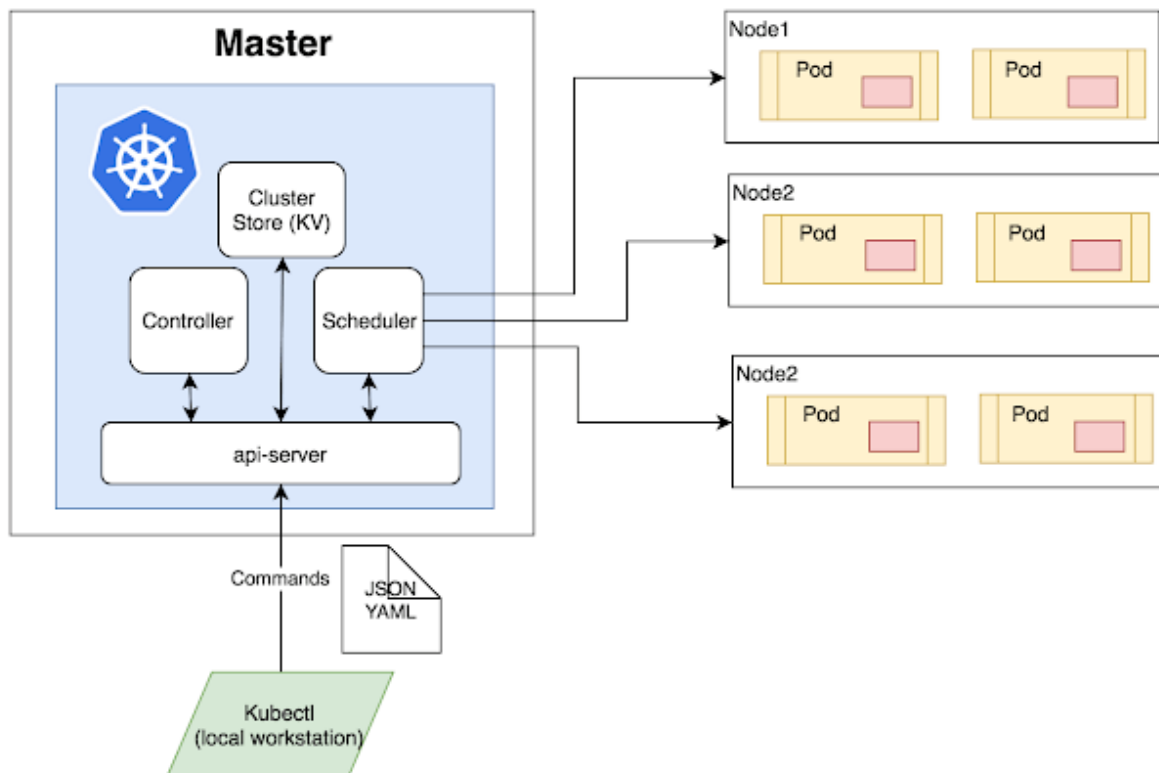 Master
Cluster
Store (KV)
Controller
Scheduler
api-server
Commands
JSON
YAML
Kubectl
(local workstation)
Node1
Pod
Pod
Node2
Pod
Pod
Node2
Pod
Pod